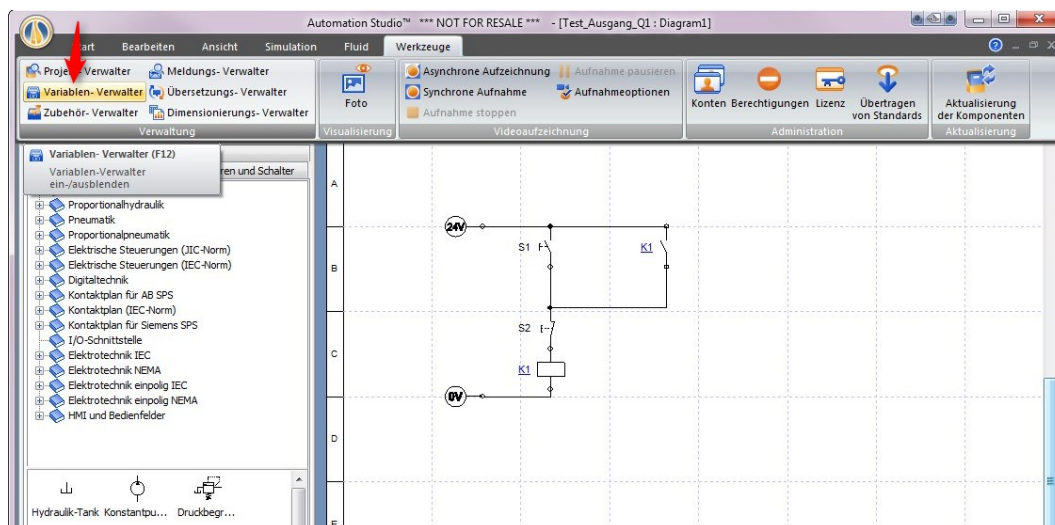 Automation Studio™ *** NOT FOR RESALE *** - [Test_Ausgang_Q1 : Diagram1]
art Bearbeiten Ansicht Simulation Fluid Werkzeuge
Projekt- Verwalter Meldungs- Verwalter
Variablen- Verwalter Übersetzungs- Verwalter
Zubehör- Verwalter Dimensionierungs- Verwalter
Verwaltung
Foto
Visualisierung
Asynchrone Aufzeichnung Aufnahme pausieren
Synchrone Aufnahme Aufnahmeoptionen
Aufnahme stoppen
Videoaufzeichnung
Konten Berechtigungen Lizenz Übertragen von Standards
Administration
Aktualisierung der Komponenten
Aktualisierung
Variablen- Verwalter (F12)
Variablen-Verwalter
ein-/ausblenden
ren und Schalter
Proportionalhydraulik
Pneumatik
Proportionalpneumatik
Elektrische Steuerungen (JIC-Norm)
Elektrische Steuerungen (IEC-Norm)
Digitaltechnik
Kontaktplan für AB SPS
Kontaktplan (IEC-Norm)
Kontaktplan für Siemens SPS
I/O-Schnittstelle
Elektrotechnik IEC
Elektrotechnik NEMA
Elektrotechnik einpolig IEC
Elektrotechnik einpolig NEMA
HMI und Bedienfelder
Hydraulik-Tank Konstantpu... Druckbegr...
A
24V
S1 K1
B
S2
C
K1
0V
D
E